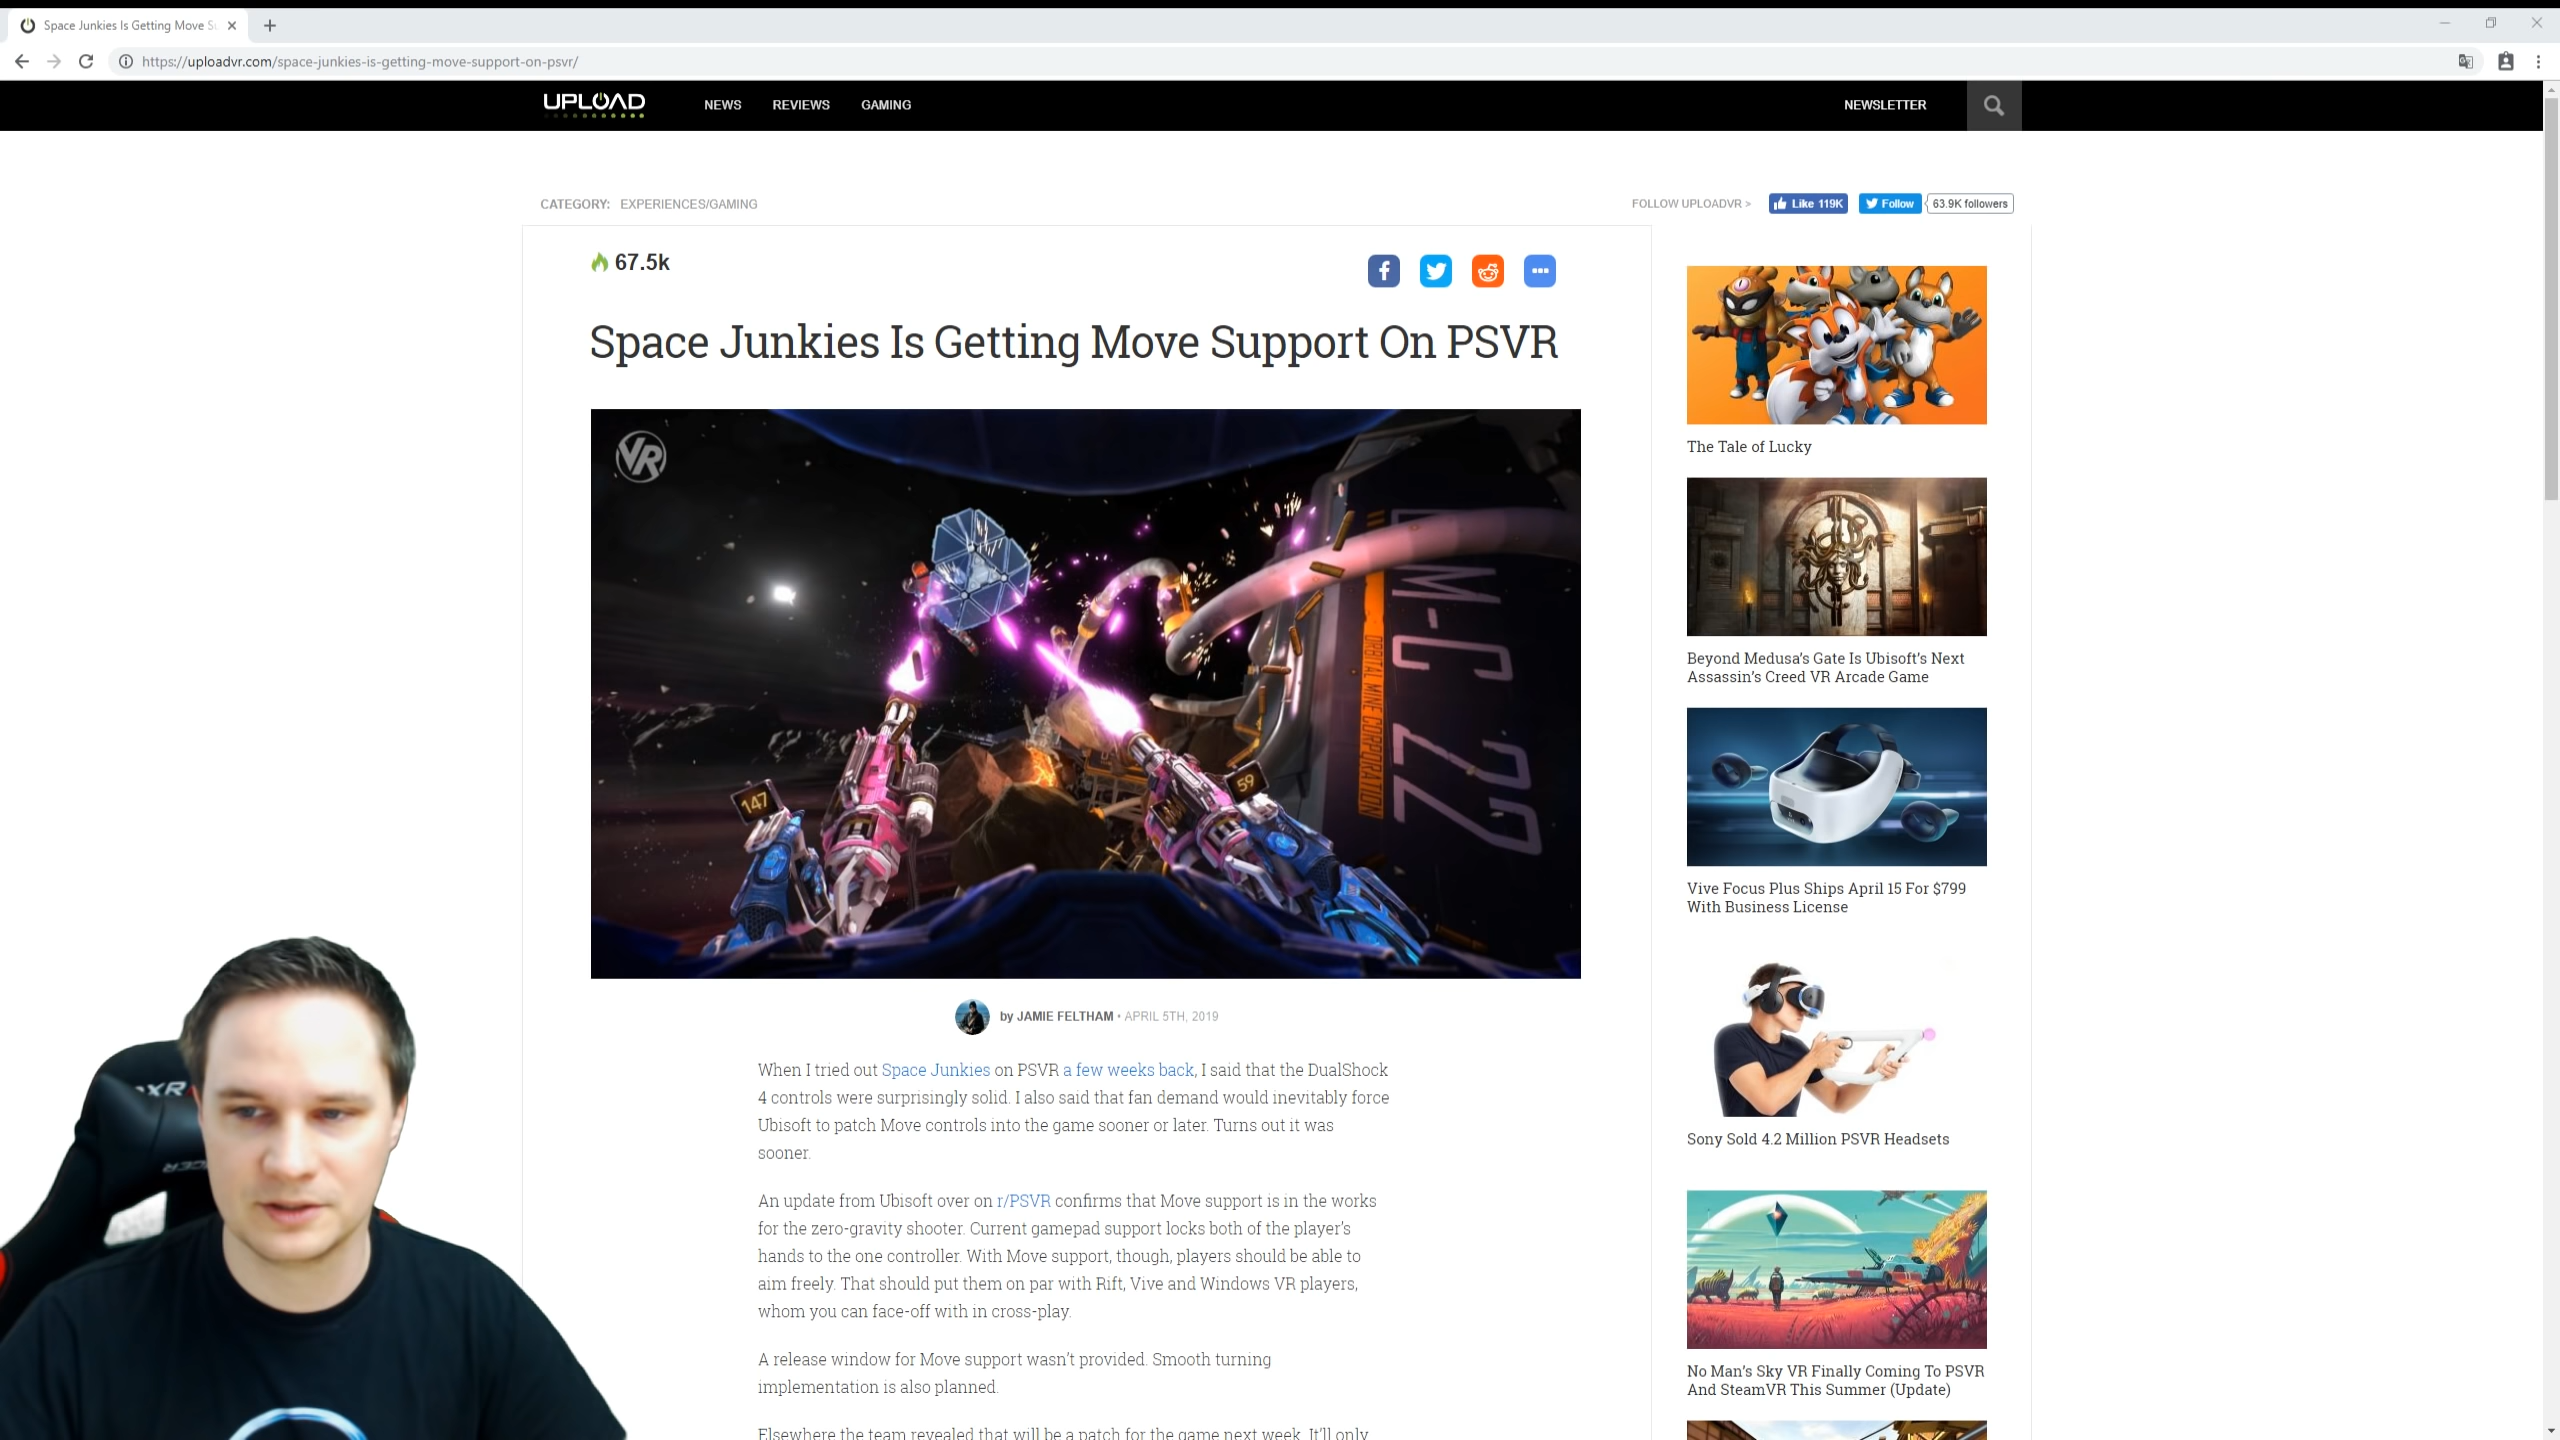 Space Junkies Is Getting Move Su
https://uploadvr.com/space-junkies-is-getting-move-support-on-psvr/
UPLOAD
NEWS
REVIEWS
GAMING
NEWSLETTER
CATEGORY: EXPERIENCES/GAMING
FOLLOW UPLOADVR >
Like 119K
Follow
63.9K followers
67.5k
Space Junkies Is Getting Move Support On PSVR
VR
M-C 22
ORBITAL MINE CORPORATION
147
59
by JAMIE FELTHAM • APRIL 5TH, 2019
When I tried out Space Junkies on PSVR a few weeks back, I said that the DualShock
4 controls were surprisingly solid. I also said that fan demand would inevitably force
Ubisoft to patch Move controls into the game sooner or later. Turns out it was
sooner.
An update from Ubisoft over on r/PSVR confirms that Move support is in the works
for the zero-gravity shooter. Current gamepad support locks both of the player's
hands to the one controller. With Move support, though, players should be able to
aim freely. That should put them on par with Rift, Vive and Windows VR players,
whom you can face-off with in cross-play.
A release window for Move support wasn't provided. Smooth turning
implementation is also planned.
Elsewhere the team revealed that will be a patch for the game next week. It'll only
The Tale of Lucky
Beyond Medusa's Gate Is Ubisoft's Next
Assassin's Creed VR Arcade Game
Vive Focus Plus Ships April 15 For $799
With Business License
Sony Sold 4.2 Million PSVR Headsets
No Man's Sky VR Finally Coming To PSVR
And SteamVR This Summer (Update)